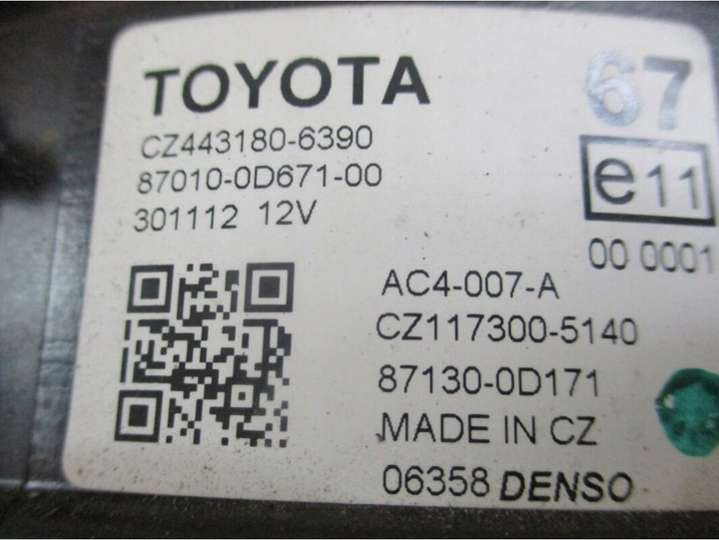 TOYOTA
67
CZ443180-6390
87010-0D671-00
301112 12V
e11
00 0001
AC4-007-A
CZ117300-5140
87130-0D171
MADE IN CZ
06358 DENSO